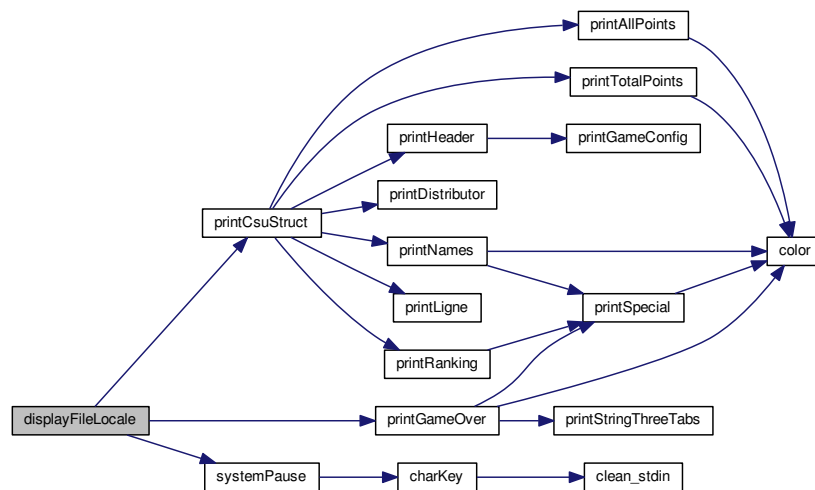 printAllPoints
printTotalPoints
printHeader
printGameConfig
printDistributor
printCsuStruct
printNames
color
printLigne
printSpecial
printRanking
displayFileLocale
printGameOver
printStringThreeTabs
systemPause
charKey
clean_stdin